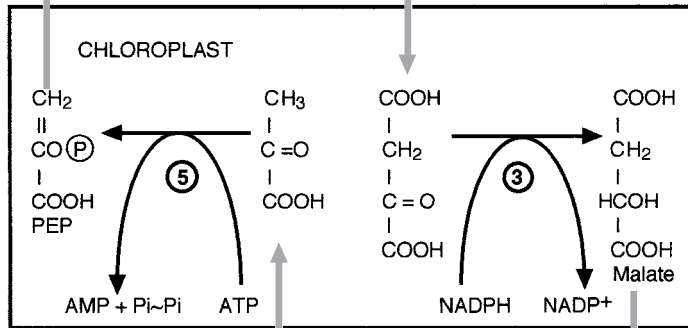 CHLOROPLAST
CH2
=
CO P
COOH
PEP
5
AMP + Pi~Pi
ATP
CH3
C =O
COOH
COOH
CH2
C = O
COOH
3
NADPH
NADP+
COOH
CH2
HCOH
COOH
Malate